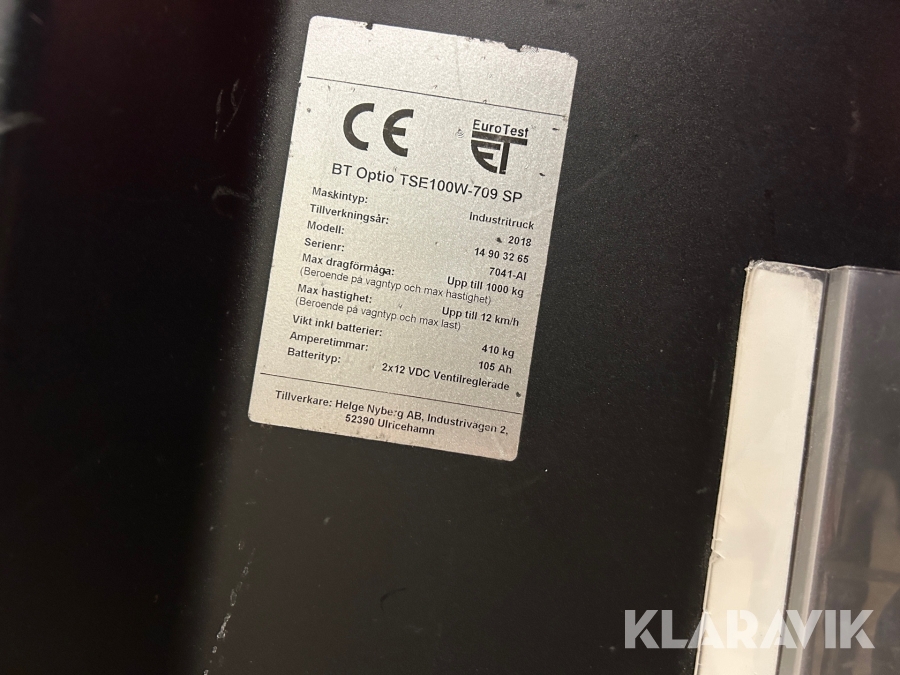 CE
EuroTest
ET
BT Optio TSE100W-709 SP
Maskintyp: Industritruck
Tillverkningsår: 2018
Modell: 14 90 32 65
Serienr: 7041-AI
Max dragförmåga: Upp till 1000 kg
(Beroende på vagntyp och max hastighet)
Max hastighet: Upp till 12 km/h
(Beroende på vagntyp och max last)
Vikt inkl batterier: 410 kg
Amperetimmar: 105 Ah
Batterityp: 2x12 VDC Ventilreglerade
Tillverkare: Helge Nyberg AB, Industrivägen 2,
52390 Ulricehamn
KLARAVIK